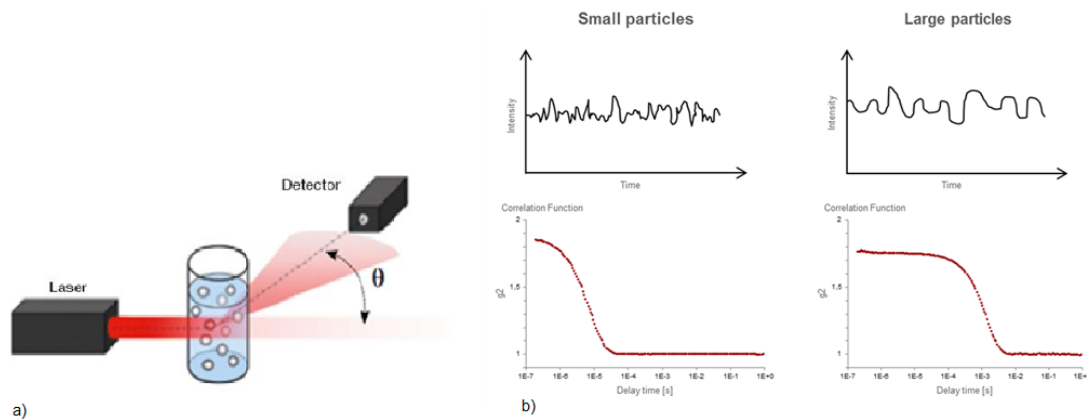 Small particles
Large particles
Intensity
Time
Intensity
Time
Detector
θ
Laser
Correlation Function
2
1,5
1
g2
1E-7 1E-6 1E-5 1E-4 1E-3 1E-2 1E-1 1E+0
Delay time [s]
Correlation Function
2
1,5
1
g2
1E-7 1E-6 1E-5 1E-4 1E-3 1E-2 1E-1 1E+
Delay time [s]
a)
b)